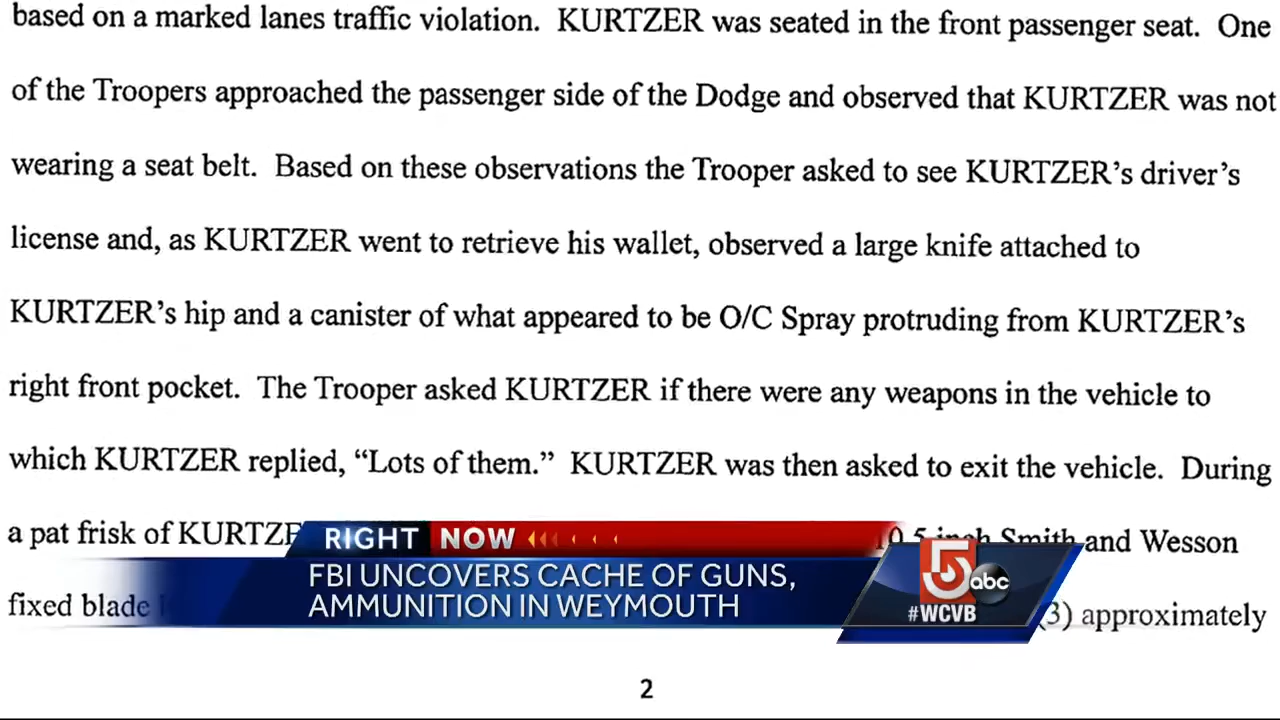 based on a marked lanes traffic violation. KURTZER was seated in the front passenger seat. One
of the Troopers approached the passenger side of the Dodge and observed that KURTZER was not
wearing a seat belt. Based on these observations the Trooper asked to see KURTZER's driver's
license and, as KURTZER went to retrieve his wallet, observed a large knife attached to
KURTZER's hip and a canister of what appeared to be O/C Spray protruding from KURTZER's
right front pocket. The Trooper asked KURTZER if there were any weapons in the vehicle to
which KURTZER replied, “Lots of them.” KURTZER was then asked to exit the vehicle. During
a pat frisk of Smith and Wesson
fixed blade (3) approximately
RIGHT NOW
FBI UNCOVERS CACHE OF GUNS,
AMMUNITION IN WEYMOUTH
5 abc
#WCVB
2